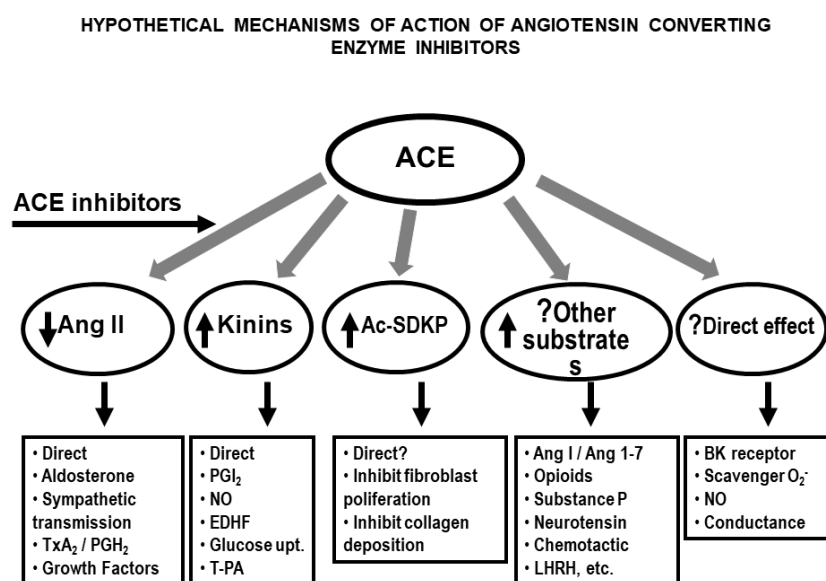 HYPOTHETICAL MECHANISMS OF ACTION OF ANGIOTENSIN CONVERTING
ENZYME INHIBITORS
ACE
ACE inhibitors
Ang II
Kinins
Ac-SDKP
?Other
substrate
s
?Direct effect
• Direct
• Aldosterone
• Sympathetic
transmission
• TxA₂ / PGH₂
• Growth Factors
• Direct
• PGI₂
• NO
• EDHF
• Glucose upt.
• T-PA
• Direct?
• Inhibit fibroblast
poliferation
• Inhibit collagen
deposition
• Ang I / Ang 1-7
• Opioids
• Substance P
• Neurotensin
• Chemotactic
• LHRH, etc.
• BK receptor
• Scavenger O₂⁻
• NO
• Conductance